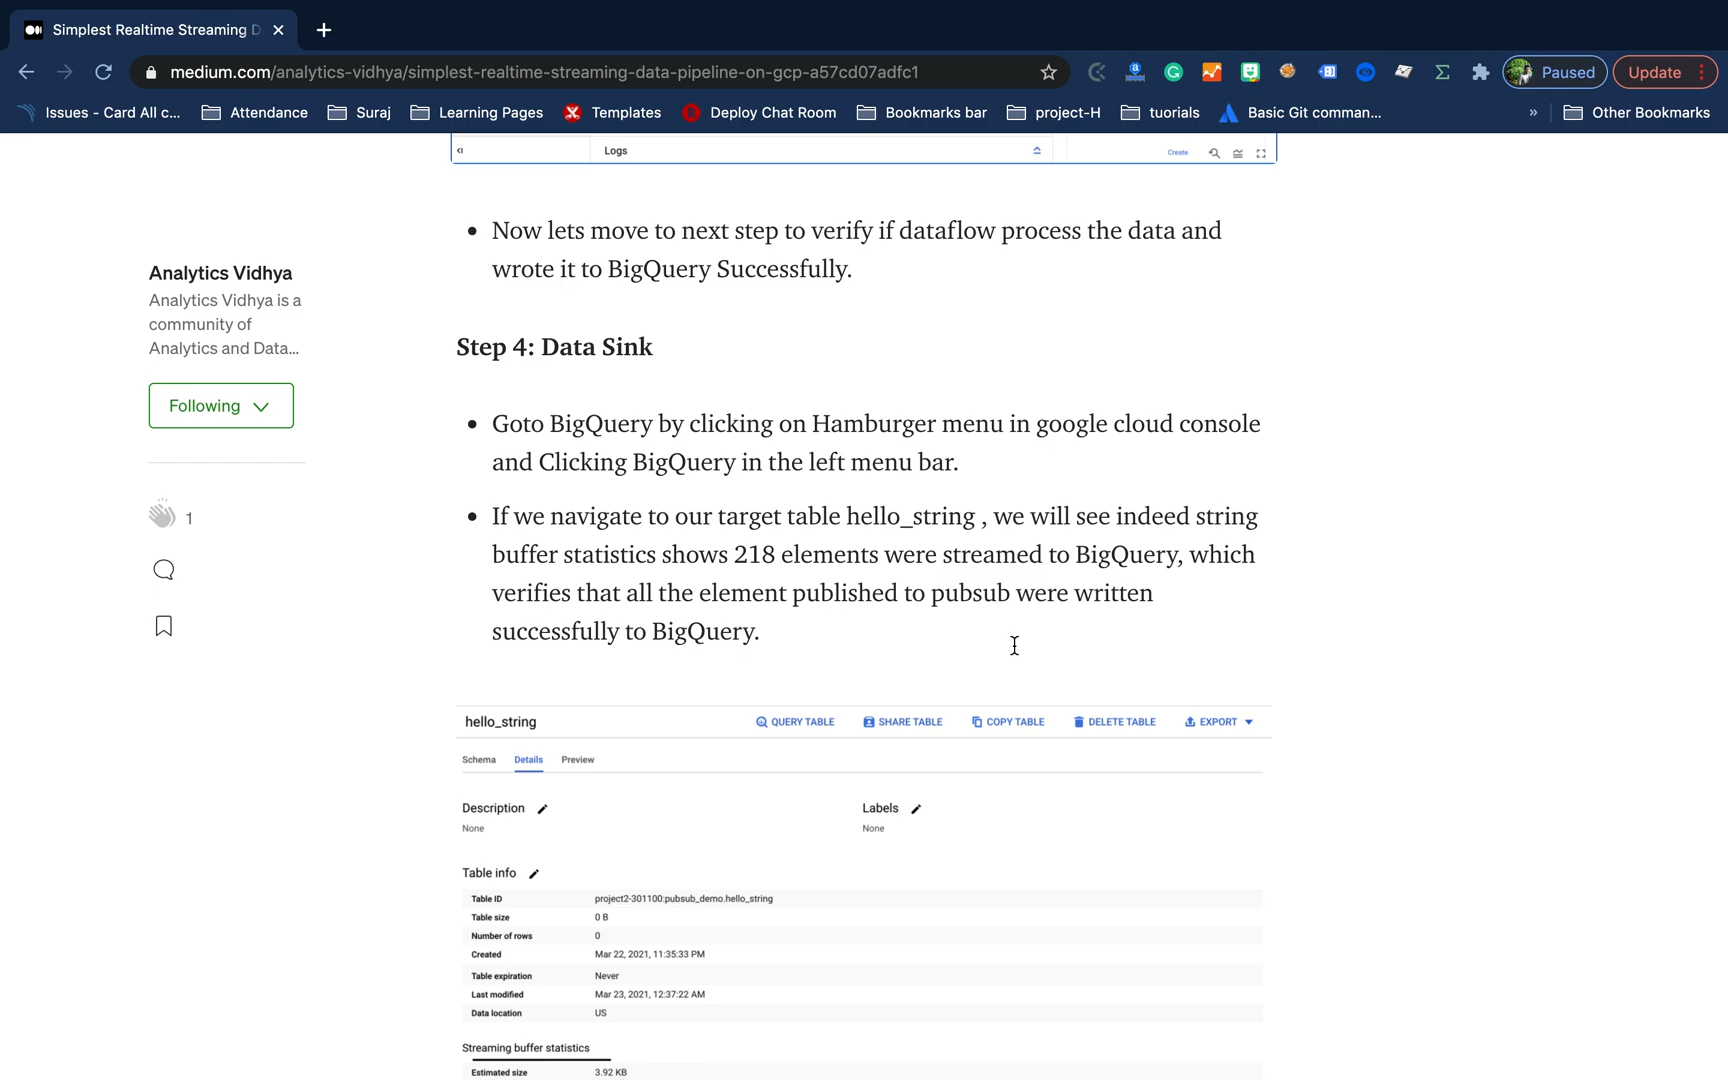 Simplest Realtime Streaming D
medium.com/analytics-vidhya/simplest-realtime-streaming-data-pipeline-on-gcp-a57cd07adfc1
Paused
Update
Issues - Card All c...
Attendance
Suraj
Learning Pages
Templates
Deploy Chat Room
Bookmarks bar
project-H
tuorials
Basic Git comman...
»
Other Bookmarks
Logs
Create
• Now lets move to next step to verify if dataflow process the data and
wrote it to BigQuery Successfully.
Analytics Vidhya
Analytics Vidhya is a
community of
Analytics and Data...
Following
1
Step 4: Data Sink
• Goto BigQuery by clicking on Hamburger menu in google cloud console
and Clicking BigQuery in the left menu bar.
• If we navigate to our target table hello_string , we will see indeed string
buffer statistics shows 218 elements were streamed to BigQuery, which
verifies that all the element published to pubsub were written
successfully to BigQuery.
hello_string
QUERY TABLE
SHARE TABLE
COPY TABLE
DELETE TABLE
EXPORT
Schema Details Preview
Description
None
Labels
None
Table info
Table ID project2-301100:pubsub_demo.hello_string
Table size 0 B
Number of rows 0
Created Mar 22, 2021, 11:35:33 PM
Table expiration Never
Last modified Mar 23, 2021, 12:37:22 AM
Data location US
Streaming buffer statistics
Estimated size 3.92 KB